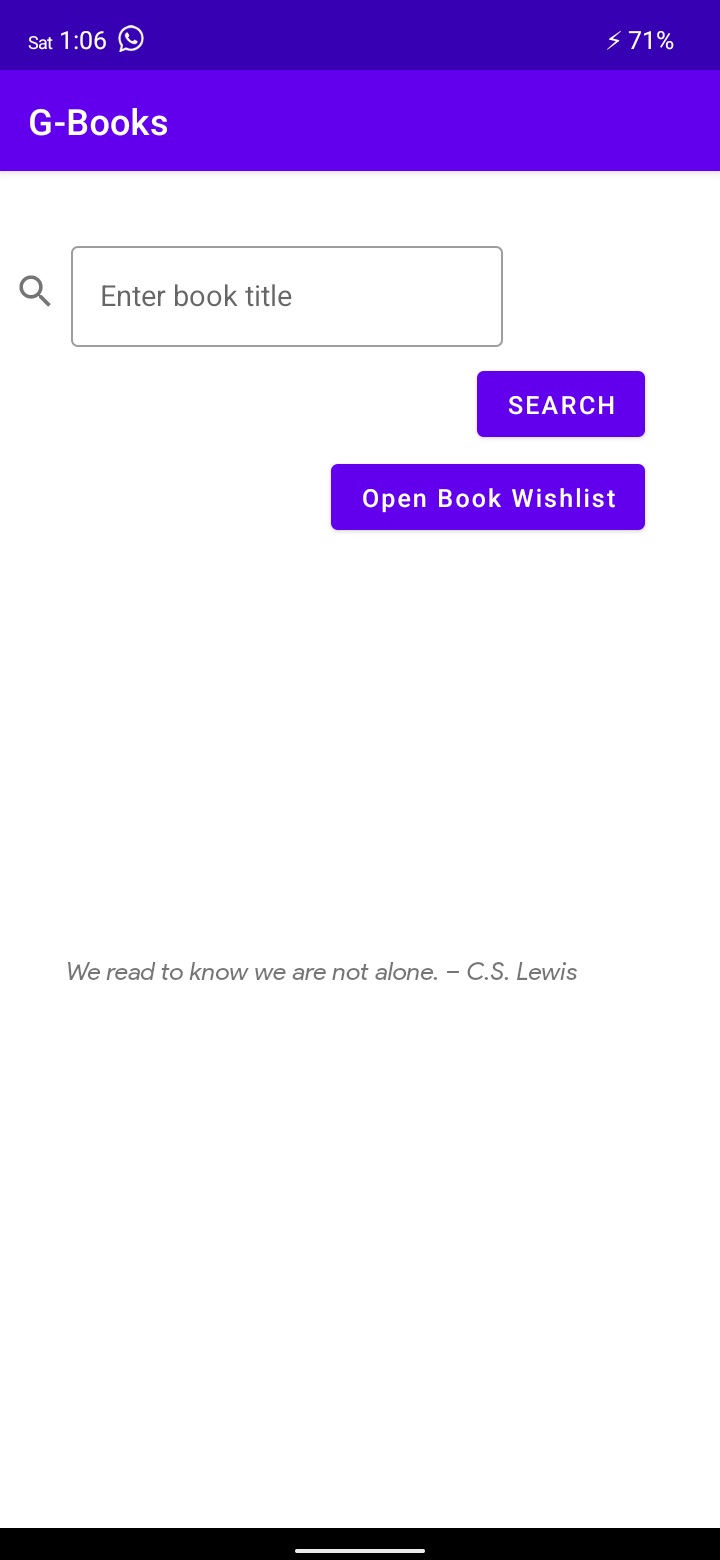 Sat 1:06 71%
G-Books
Enter book title
SEARCH
Open Book Wishlist
We read to know we are not alone. – C.S. Lewis